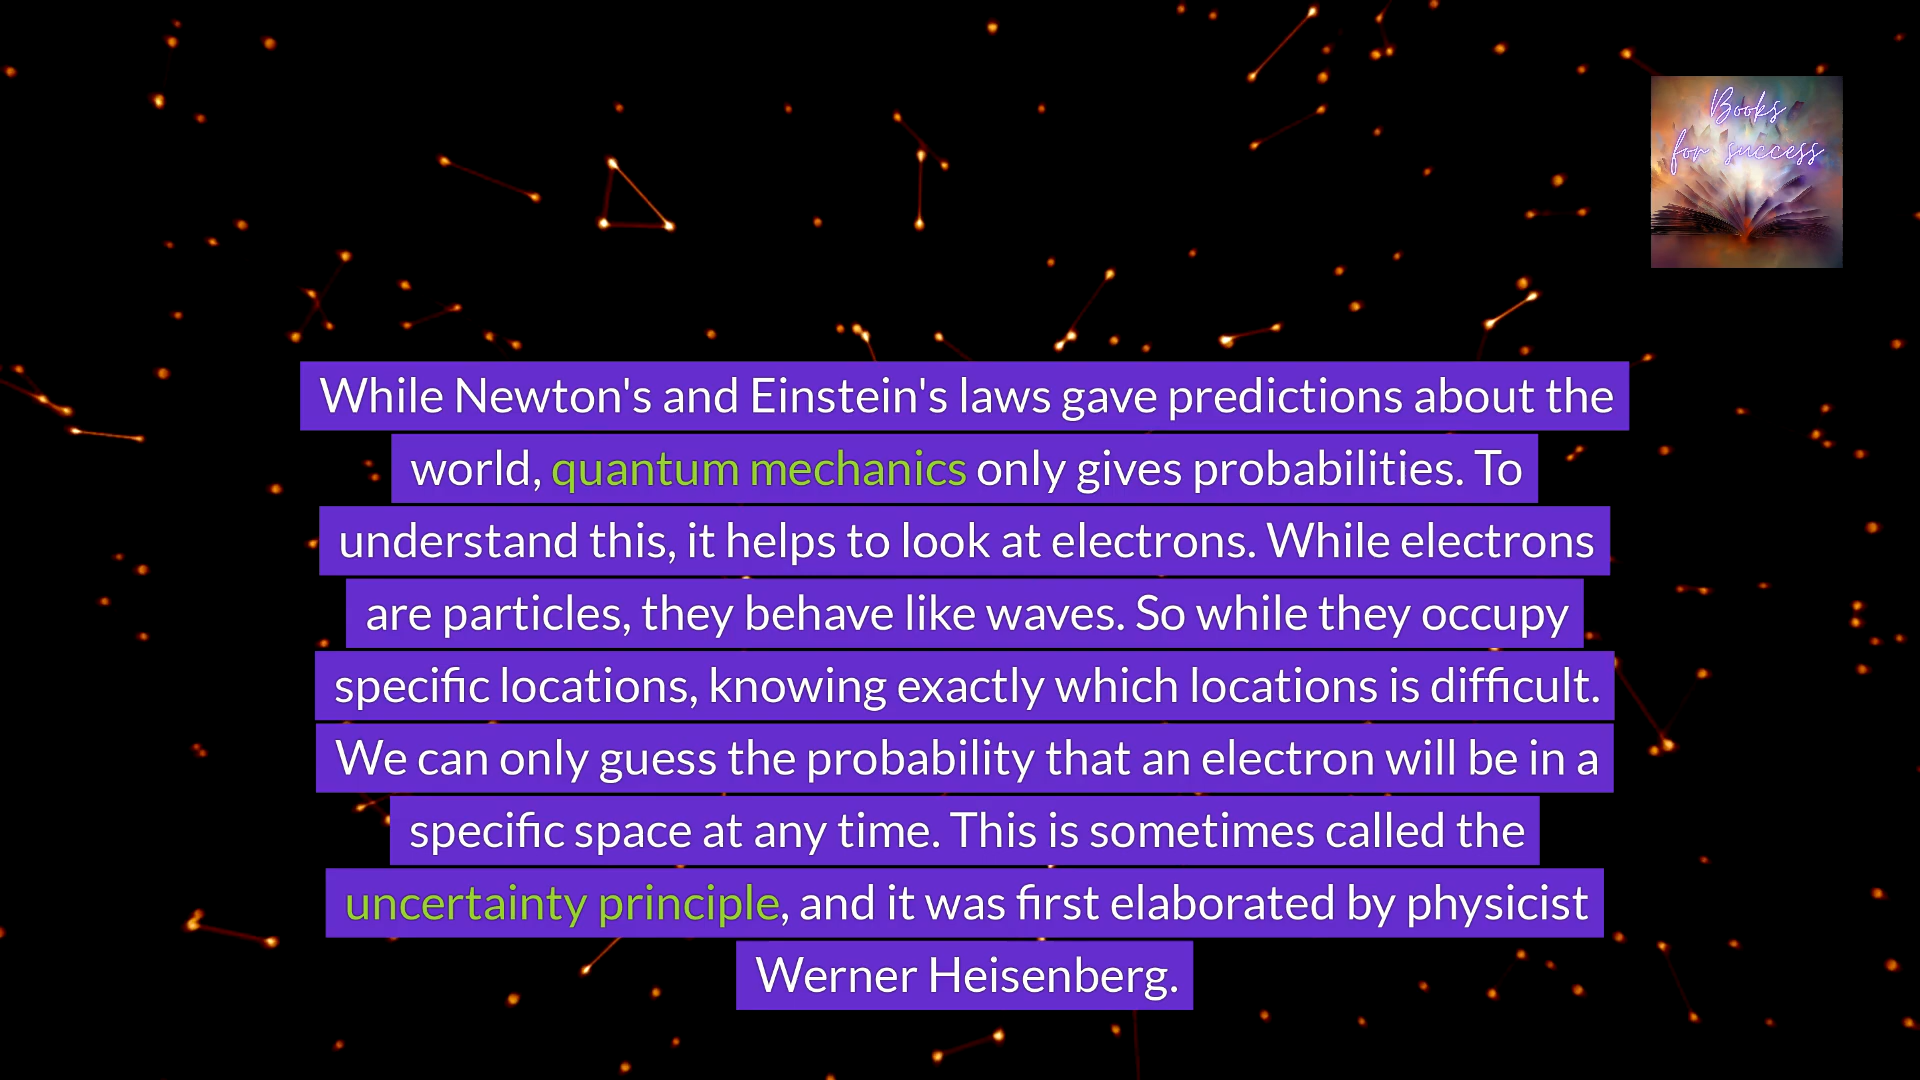 Books
for success
While Newton's and Einstein's laws gave predictions about the
world, quantum mechanics only gives probabilities. To
understand this, it helps to look at electrons. While electrons
are particles, they behave like waves. So while they occupy
specific locations, knowing exactly which locations is difficult.
We can only guess the probability that an electron will be in a
specific space at any time. This is sometimes called the
uncertainty principle, and it was first elaborated by physicist
Werner Heisenberg.